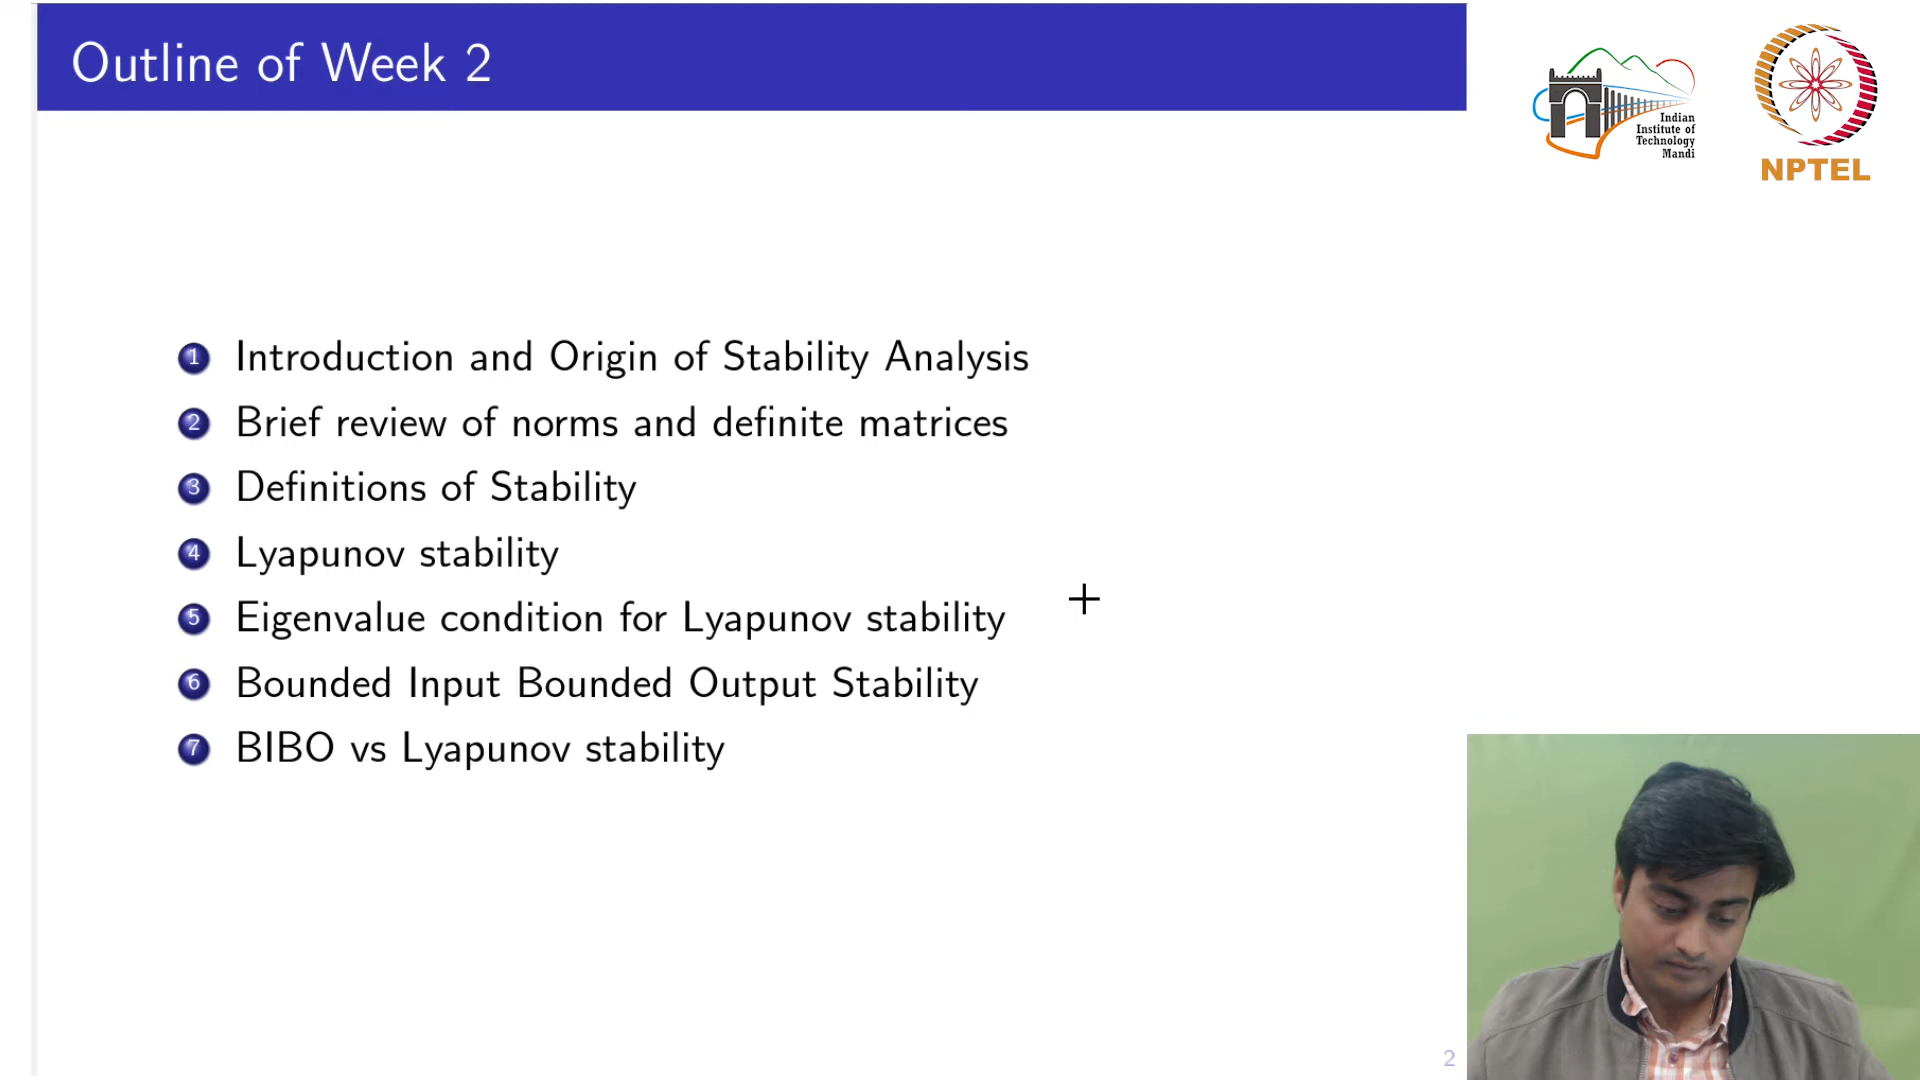 Outline of Week 2
Indian
Institute of
Technology
Mandi
NPTEL
1 Introduction and Origin of Stability Analysis
2 Brief review of norms and definite matrices
3 Definitions of Stability
4 Lyapunov stability
5 Eigenvalue condition for Lyapunov stability
6 Bounded Input Bounded Output Stability
7 BIBO vs Lyapunov stability
2